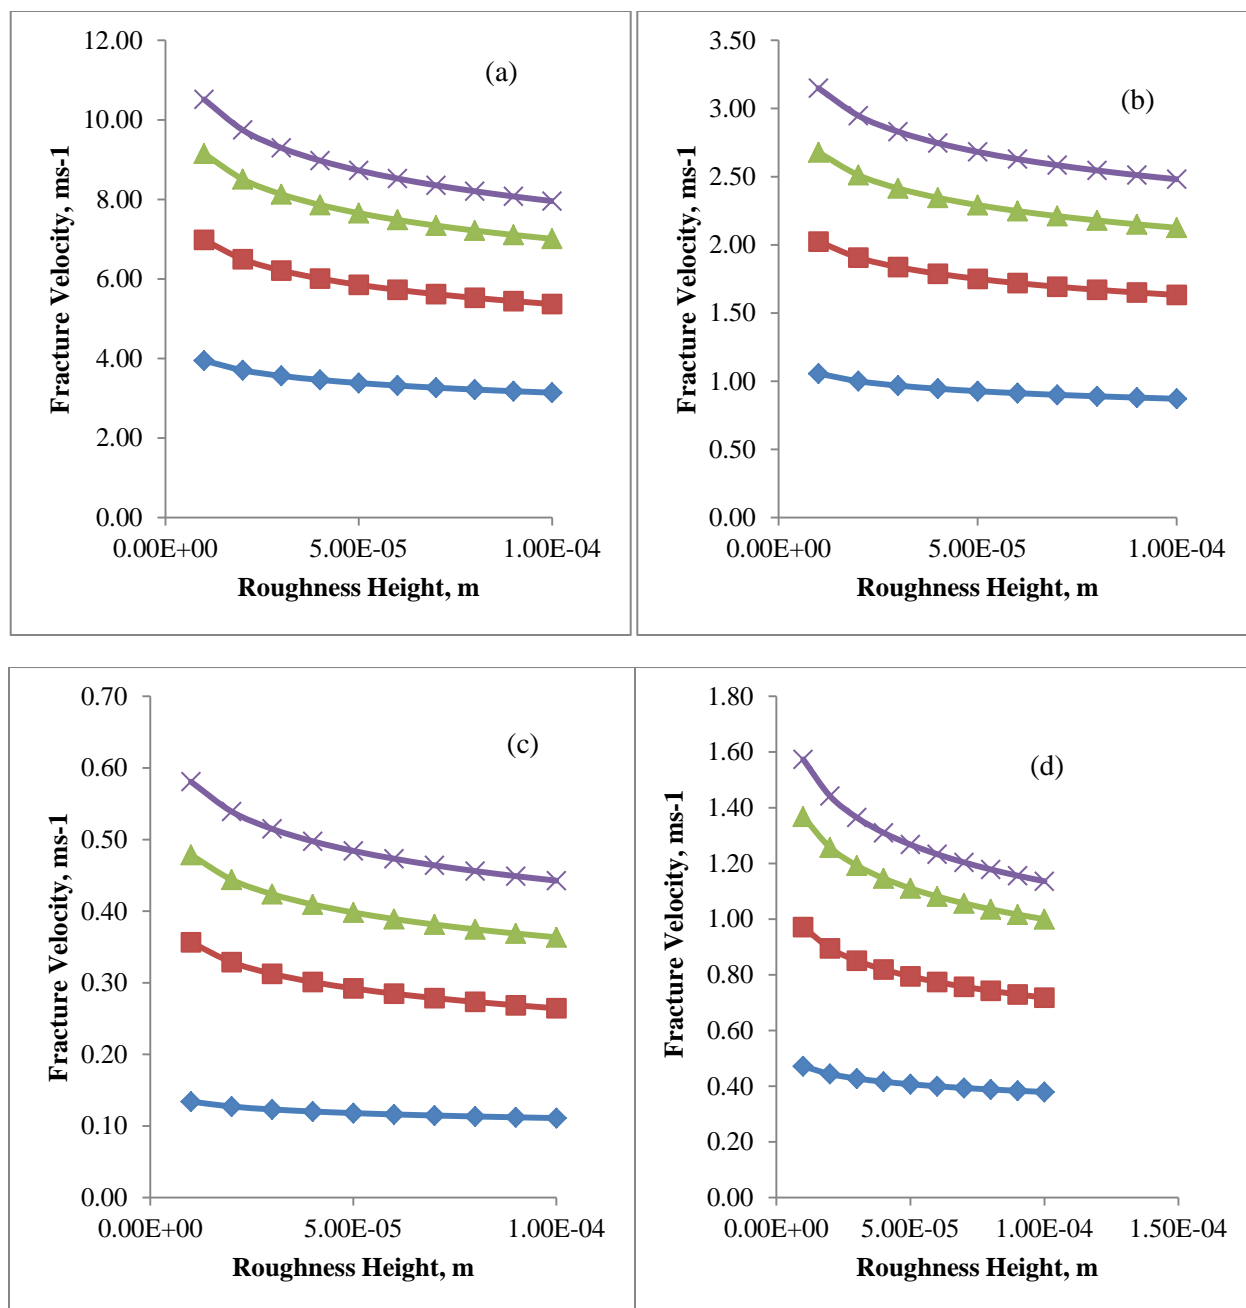 (a)
12.00
10.00
8.00
6.00
4.00
2.00
0.00
0.00E+00 5.00E-05 1.00E-04
Fracture Velocity, ms-1
Roughness Height, m
(b)
3.50
3.00
2.50
2.00
1.50
1.00
0.50
0.00
0.00E+00 5.00E-05 1.00E-04
Fracture Velocity, ms-1
Roughness Height, m
(c)
0.70
0.60
0.50
0.40
0.30
0.20
0.10
0.00
0.00E+00 5.00E-05 1.00E-04
Fracture Velocity, ms-1
Roughness Height, m
(d)
1.80
1.60
1.40
1.20
1.00
0.80
0.60
0.40
0.20
0.00
0.00E+00 5.00E-05 1.00E-04 1.50E-04
Fracture Velocity, ms-1
Roughness Height, m